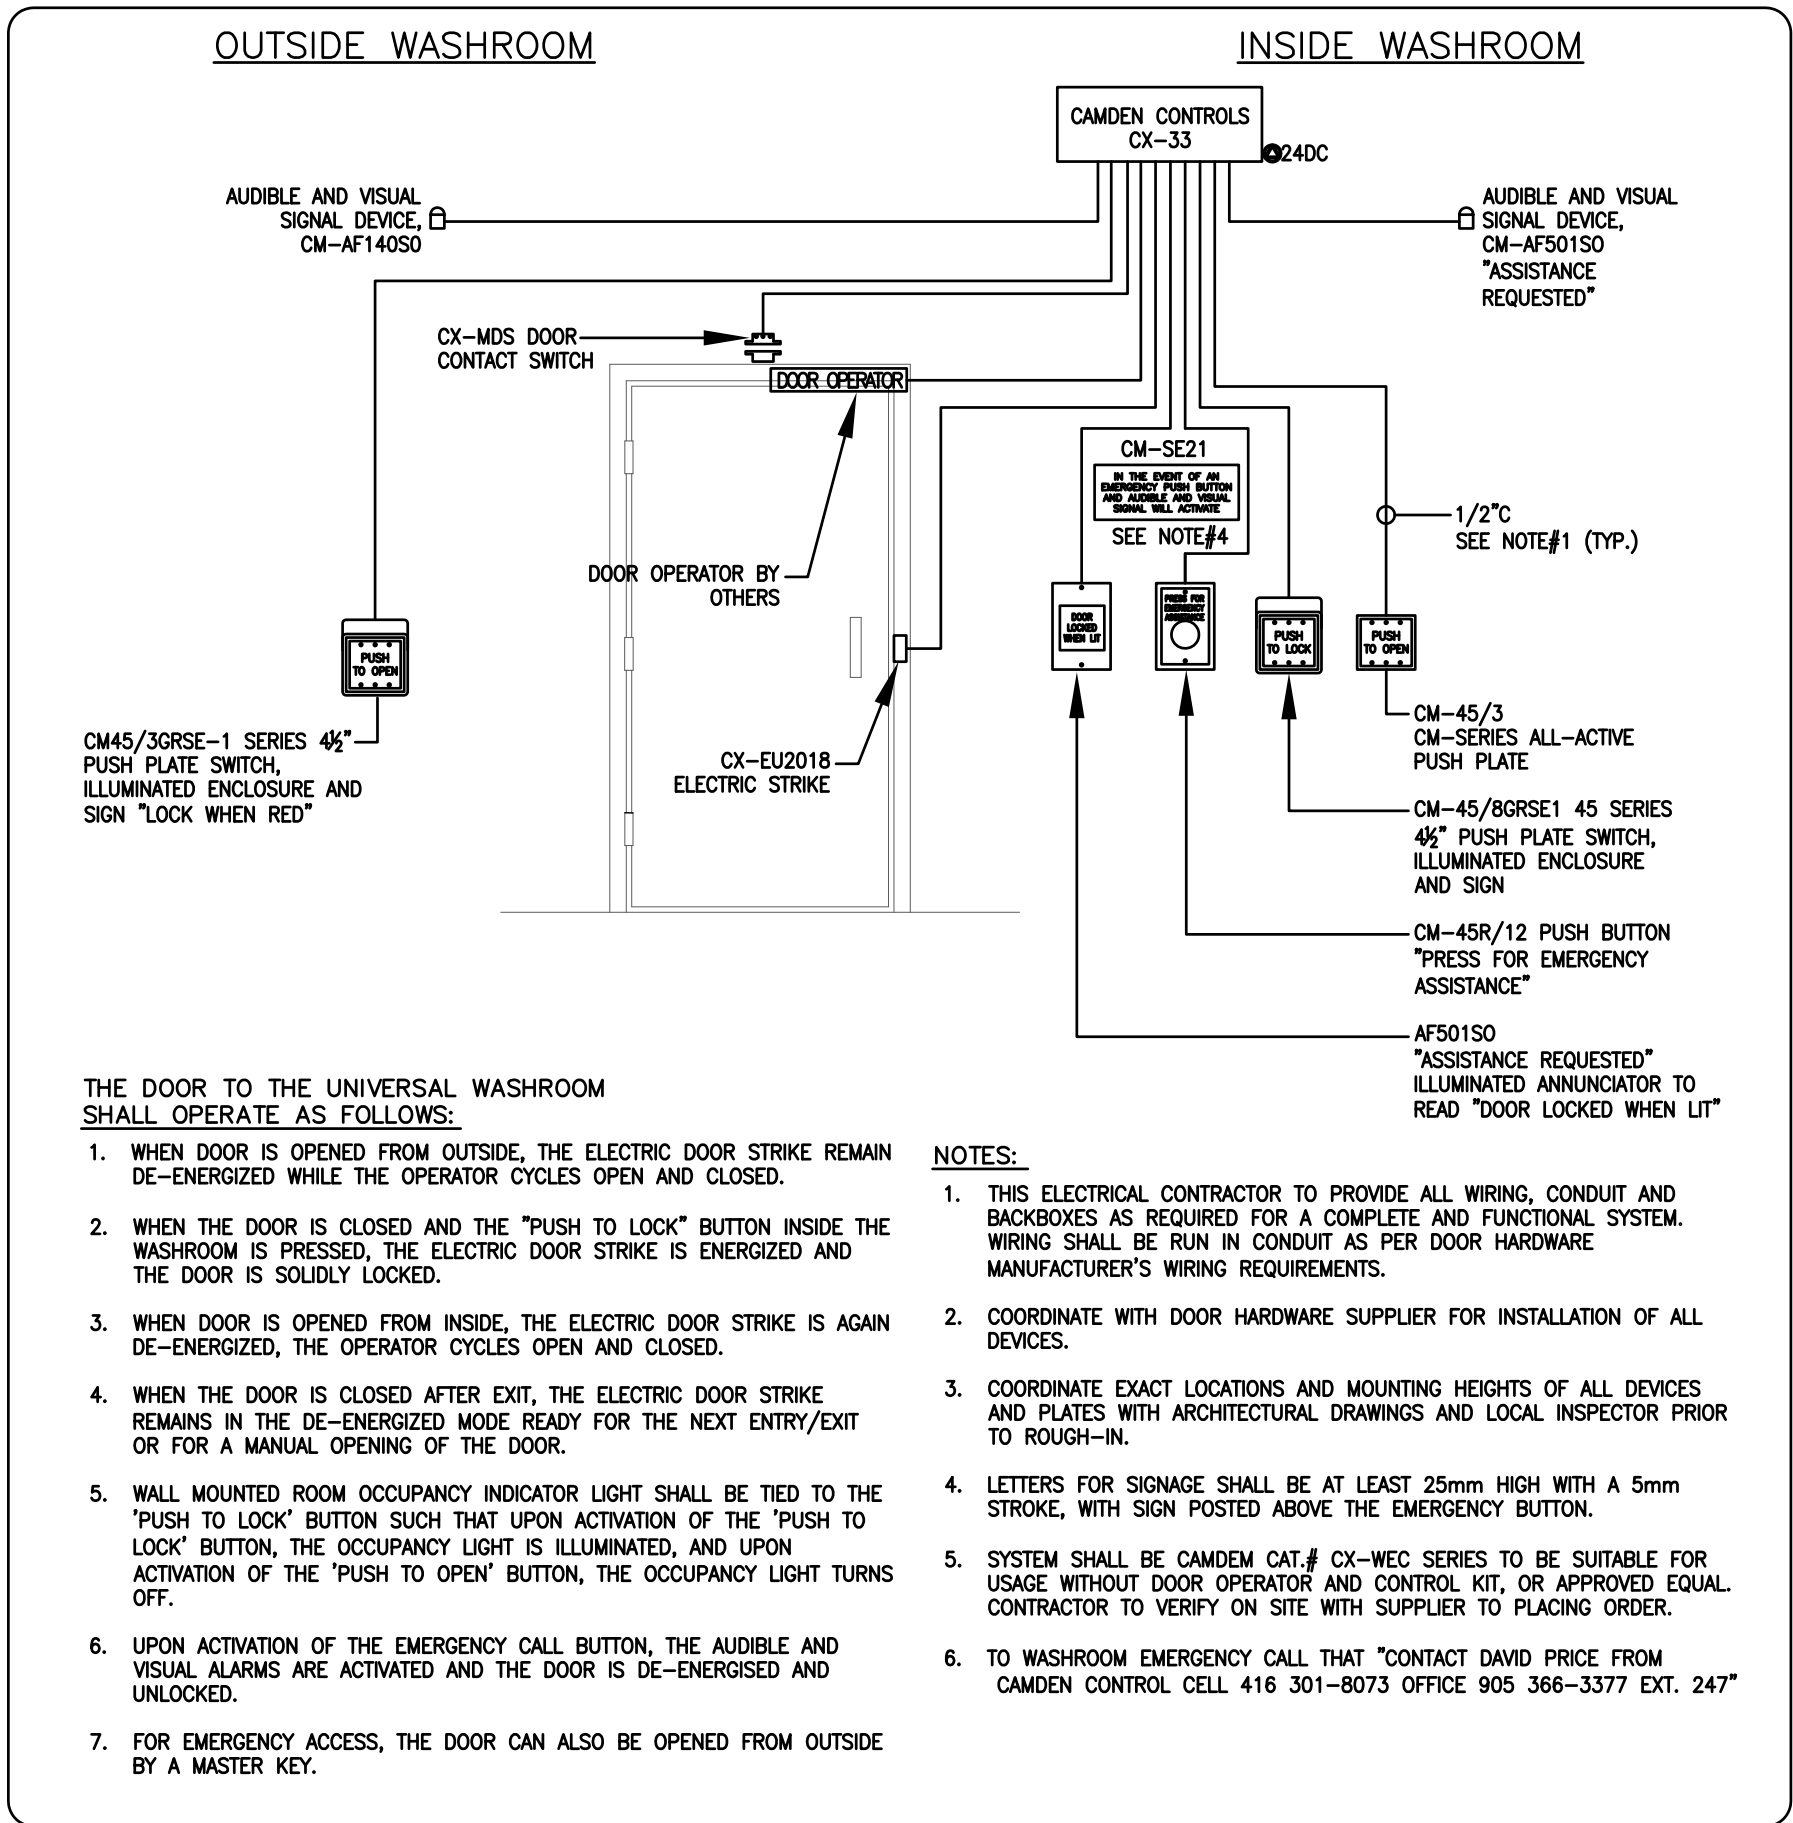 OUTSIDE WASHROOM
INSIDE WASHROOM
CAMDEN CONTROLS
CX-33
24DC
AUDIBLE AND VISUAL
SIGNAL DEVICE,
CM-AF140SO
AUDIBLE AND VISUAL
SIGNAL DEVICE,
CM-AF501SO
"ASSISTANCE
REQUESTED"
CX-MDS DOOR
CONTACT SWITCH
DOOR OPERATOR
CM-SE21
IN THE EVENT OF AN
EMERGENCY PUSH BUTTON
AND AUDIBLE AND VISUAL
SIGNAL WILL ACTIVATE
SEE NOTE#4
1/2"C
SEE NOTE#1 (TYP.)
DOOR OPERATOR BY
OTHERS
PUSH
TO OPEN
DOOR
LOCKED
WHEN LIT
PRESS FOR
EMERGENCY
ASSISTANCE
PUSH
TO LOCK
PUSH
TO OPEN
CM45/3GRSE-1 SERIES 4½"
PUSH PLATE SWITCH,
ILLUMINATED ENCLOSURE AND
SIGN "LOCK WHEN RED"
CX-EU2018
ELECTRIC STRIKE
CM-45/3
CM-SERIES ALL-ACTIVE
PUSH PLATE
CM-45/8GRSE1 45 SERIES
4½" PUSH PLATE SWITCH,
ILLUMINATED ENCLOSURE
AND SIGN
CM-45R/12 PUSH BUTTON
"PRESS FOR EMERGENCY
ASSISTANCE"
AF501SO
"ASSISTANCE REQUESTED"
ILLUMINATED ANNUNCIATOR TO
READ "DOOR LOCKED WHEN LIT"
THE DOOR TO THE UNIVERSAL WASHROOM
SHALL OPERATE AS FOLLOWS:
1. WHEN DOOR IS OPENED FROM OUTSIDE, THE ELECTRIC DOOR STRIKE REMAIN
DE-ENERGIZED WHILE THE OPERATOR CYCLES OPEN AND CLOSED.
2. WHEN THE DOOR IS CLOSED AND THE "PUSH TO LOCK" BUTTON INSIDE THE
WASHROOM IS PRESSED, THE ELECTRIC DOOR STRIKE IS ENERGIZED AND
THE DOOR IS SOLIDLY LOCKED.
3. WHEN DOOR IS OPENED FROM INSIDE, THE ELECTRIC DOOR STRIKE IS AGAIN
DE-ENERGIZED, THE OPERATOR CYCLES OPEN AND CLOSED.
4. WHEN THE DOOR IS CLOSED AFTER EXIT, THE ELECTRIC DOOR STRIKE
REMAINS IN THE DE-ENERGIZED MODE READY FOR THE NEXT ENTRY/EXIT
OR FOR A MANUAL OPENING OF THE DOOR.
5. WALL MOUNTED ROOM OCCUPANCY INDICATOR LIGHT SHALL BE TIED TO THE
'PUSH TO LOCK' BUTTON SUCH THAT UPON ACTIVATION OF THE 'PUSH TO
LOCK' BUTTON, THE OCCUPANCY LIGHT IS ILLUMINATED, AND UPON
ACTIVATION OF THE 'PUSH TO OPEN' BUTTON, THE OCCUPANCY LIGHT TURNS
OFF.
6. UPON ACTIVATION OF THE EMERGENCY CALL BUTTON, THE AUDIBLE AND
VISUAL ALARMS ARE ACTIVATED AND THE DOOR IS DE-ENERGISED AND
UNLOCKED.
7. FOR EMERGENCY ACCESS, THE DOOR CAN ALSO BE OPENED FROM OUTSIDE
BY A MASTER KEY.
NOTES:
1. THIS ELECTRICAL CONTRACTOR TO PROVIDE ALL WIRING, CONDUIT AND
BACKBOXES AS REQUIRED FOR A COMPLETE AND FUNCTIONAL SYSTEM.
WIRING SHALL BE RUN IN CONDUIT AS PER DOOR HARDWARE
MANUFACTURER'S WIRING REQUIREMENTS.
2. COORDINATE WITH DOOR HARDWARE SUPPLIER FOR INSTALLATION OF ALL
DEVICES.
3. COORDINATE EXACT LOCATIONS AND MOUNTING HEIGHTS OF ALL DEVICES
AND PLATES WITH ARCHITECTURAL DRAWINGS AND LOCAL INSPECTOR PRIOR
TO ROUGH-IN.
4. LETTERS FOR SIGNAGE SHALL BE AT LEAST 25mm HIGH WITH A 5mm
STROKE, WITH SIGN POSTED ABOVE THE EMERGENCY BUTTON.
5. SYSTEM SHALL BE CAMDEM CAT.# CX-WEC SERIES TO BE SUITABLE FOR
USAGE WITHOUT DOOR OPERATOR AND CONTROL KIT, OR APPROVED EQUAL.
CONTRACTOR TO VERIFY ON SITE WITH SUPPLIER TO PLACING ORDER.
6. TO WASHROOM EMERGENCY CALL THAT "CONTACT DAVID PRICE FROM
CAMDEN CONTROL CELL 416 301-8073 OFFICE 905 366-3377 EXT. 247"